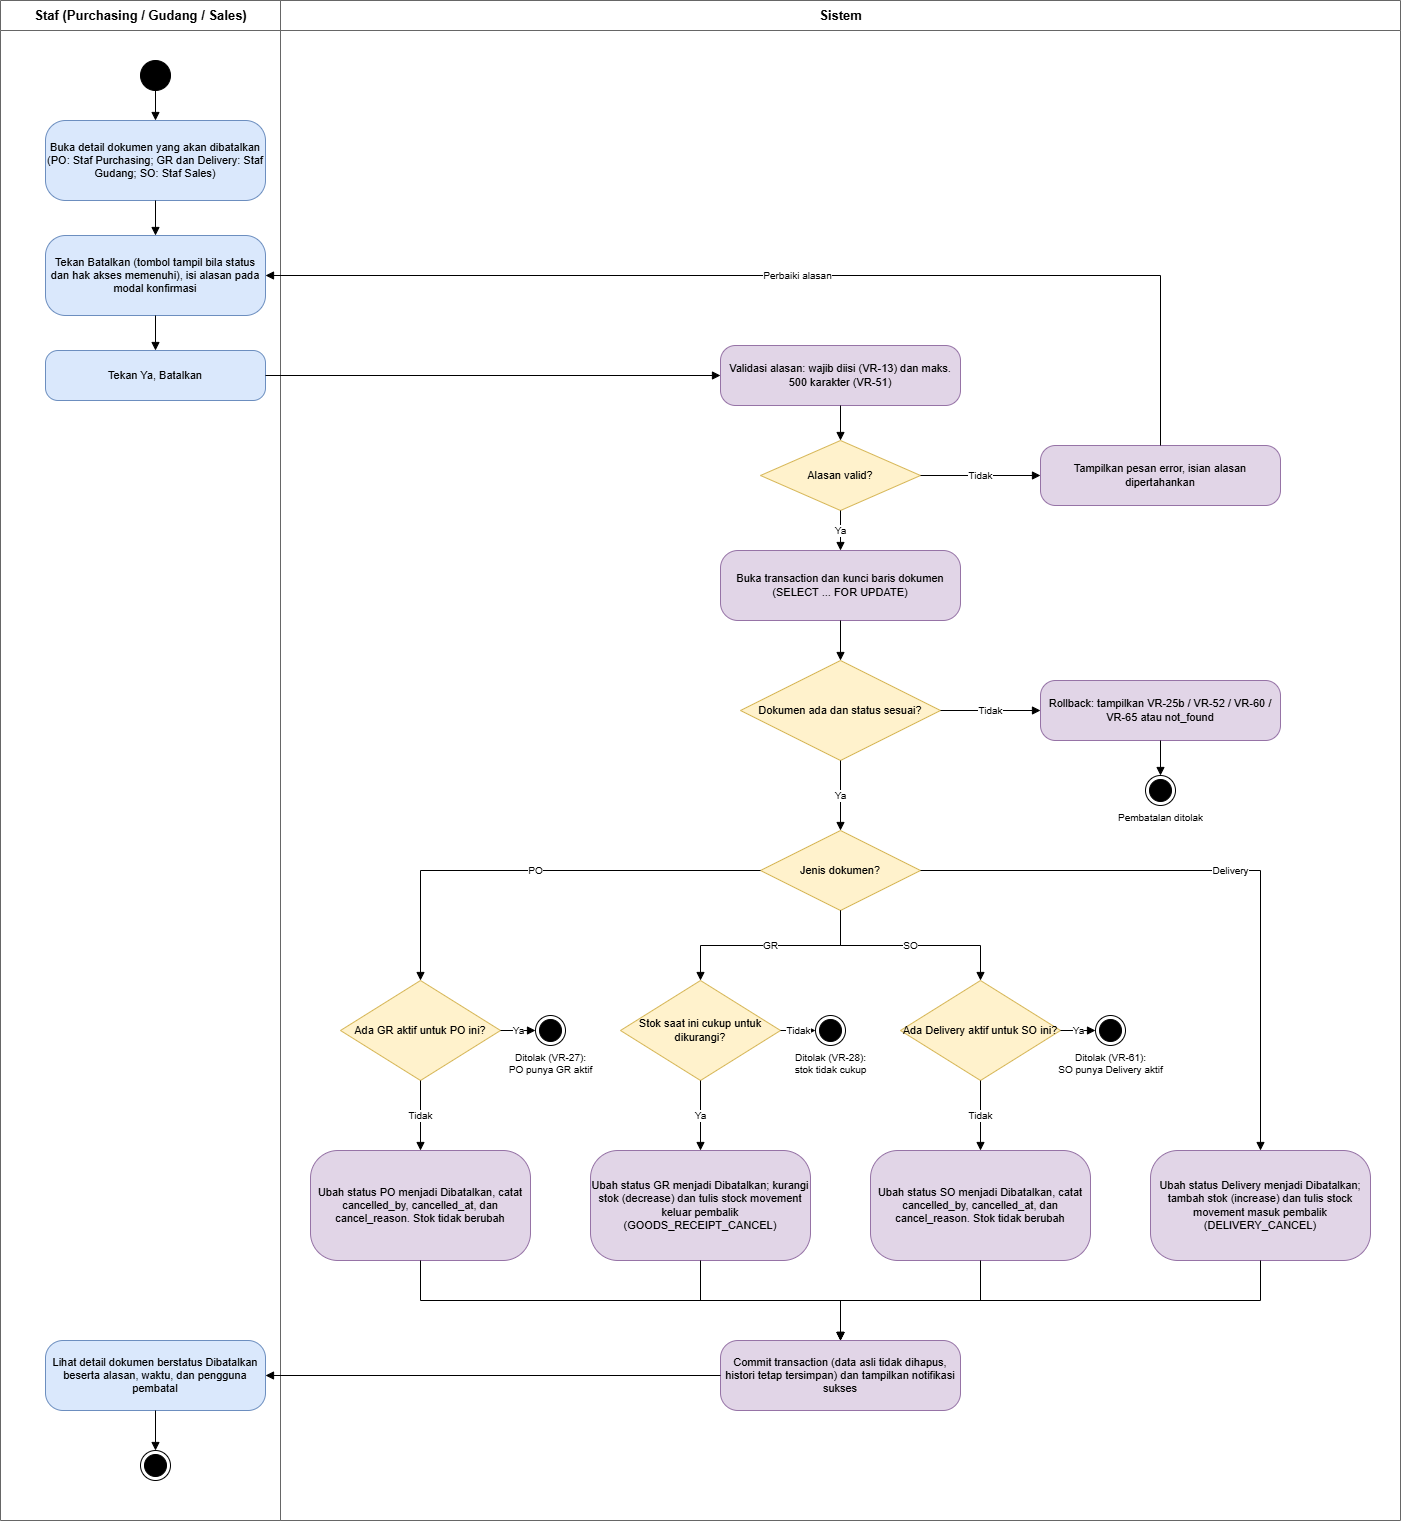 Staf (Purchasing / Gudang / Sales)
Sistem
Buka detail dokumen yang akan dibatalkan
(PO: Staf Purchasing; GR dan Delivery: Staf
Gudang; SO: Staf Sales)
Tekan Batalkan (tombol tampil bila status
dan hak akses memenuhi), isi alasan pada
modal konfirmasi
Perbaiki alasan
Tekan Ya, Batalkan
Validasi alasan: wajib diisi (VR-13) dan maks.
500 karakter (VR-51)
Alasan valid?
Tidak
Tampilkan pesan error, isian alasan
dipertahankan
Ya
Buka transaction dan kunci baris dokumen
(SELECT ... FOR UPDATE)
Dokumen ada dan status sesuai?
Tidak
Rollback: tampilkan VR-25b / VR-52 / VR-60 /
VR-65 atau not_found
Pembatalan ditolak
Ya
Jenis dokumen?
PO
Delivery
GR
SO
Ada GR aktif untuk PO ini?
Ya
Ditolak (VR-27):
PO punya GR aktif
Stok saat ini cukup untuk
dikurangi?
Tidak
Ditolak (VR-28):
stok tidak cukup
Ada Delivery aktif untuk SO ini?
Ya
Ditolak (VR-61):
SO punya Delivery aktif
Tidak
Ya
Tidak
Ubah status PO menjadi Dibatalkan, catat
cancelled_by, cancelled_at, dan
cancel_reason. Stok tidak berubah
Ubah status GR menjadi Dibatalkan; kurangi
stok (decrease) dan tulis stock movement
keluar pembalik
(GOODS_RECEIPT_CANCEL)
Ubah status SO menjadi Dibatalkan, catat
cancelled_by, cancelled_at, dan
cancel_reason. Stok tidak berubah
Ubah status Delivery menjadi Dibatalkan;
tambah stok (increase) dan tulis stock
movement masuk pembalik
(DELIVERY_CANCEL)
Lihat detail dokumen berstatus Dibatalkan
beserta alasan, waktu, dan pengguna
pembatal
Commit transaction (data asli tidak dihapus,
histori tetap tersimpan) dan tampilkan notifikasi
sukses